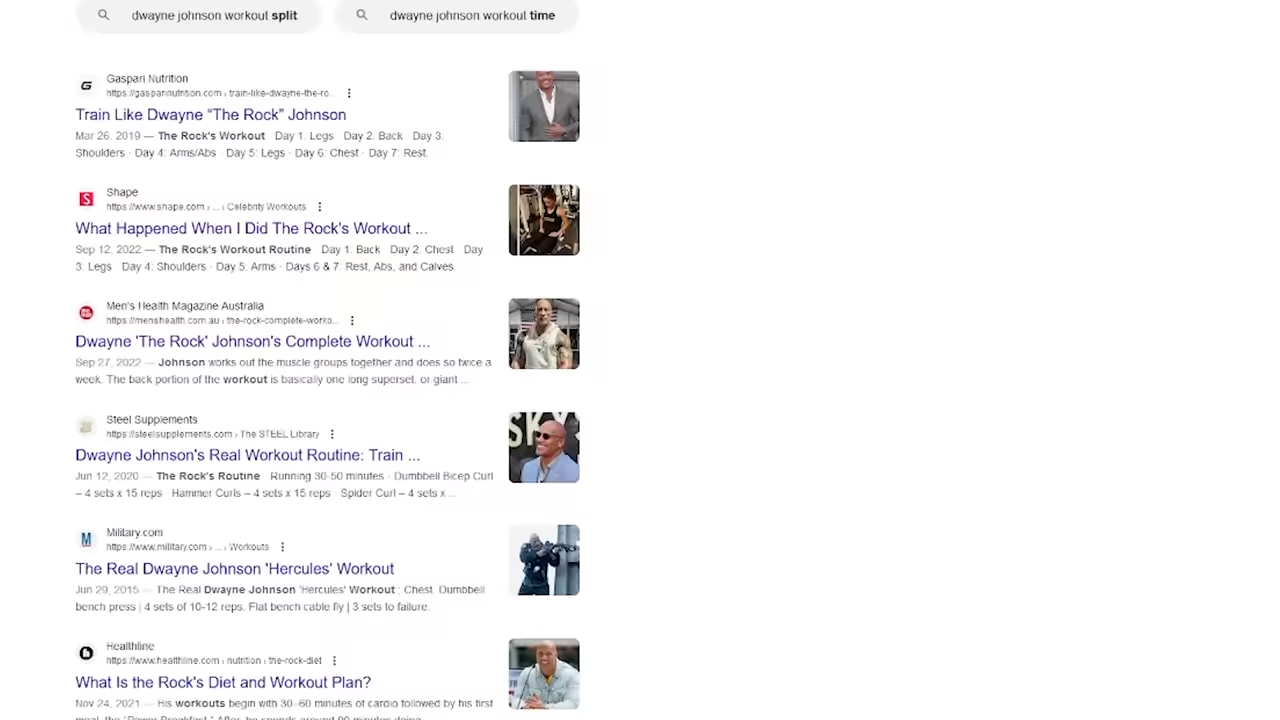 dwayne johnson workout split
dwayne johnson workout time
Gaspari Nutrition
https://gasparinutrition.com › train-like-dwayne-the-ro...
Train Like Dwayne “The Rock” Johnson
Mar 26, 2019 — The Rock's Workout · Day 1. Legs · Day 2. Back · Day 3:
Shoulders · Day 4: Arms/Abs · Day 5: Legs · Day 6: Chest · Day 7: Rest.
Shape
https://www.shape.com › ... › Celebrity Workouts
What Happened When I Did The Rock's Workout ...
Sep 12, 2022 — The Rock's Workout Routine · Day 1. Back · Day 2. Chest · Day
3: Legs · Day 4: Shoulders · Day 5: Arms · Days 6 & 7: Rest, Abs, and Calves.
Men's Health Magazine Australia
https://menshealth.com.au › the-rock-complete-worko...
Dwayne 'The Rock' Johnson's Complete Workout ...
Sep 27, 2022 — Johnson works out the muscle groups together and does so twice a
week. The back portion of the workout is basically one long superset, or giant ...
SKY
Steel Supplements
https://steelsupplements.com › The STEEL Library
Dwayne Johnson's Real Workout Routine: Train ...
Jun 12, 2020 — The Rock's Routine · Running 30-50 minutes · Dumbbell Bicep Curl
– 4 sets x 15 reps · Hammer Curls – 4 sets x 15 reps · Spider Curl – 4 sets x ...
Military.com
https://www.military.com › ... › Workouts
The Real Dwayne Johnson 'Hercules' Workout
Jun 29, 2015 — The Real Dwayne Johnson 'Hercules' Workout ; Chest. Dumbbell
bench press | 4 sets of 10-12 reps. Flat bench cable fly | 3 sets to failure.
Healthline
https://www.healthline.com › nutrition › the-rock-diet
What Is the Rock's Diet and Workout Plan?
Nov 24, 2021 — His workouts begin with 30–60 minutes of cardio followed by his first
meal, the “Power Breakfast.” After, he spends around 90 minutes doing